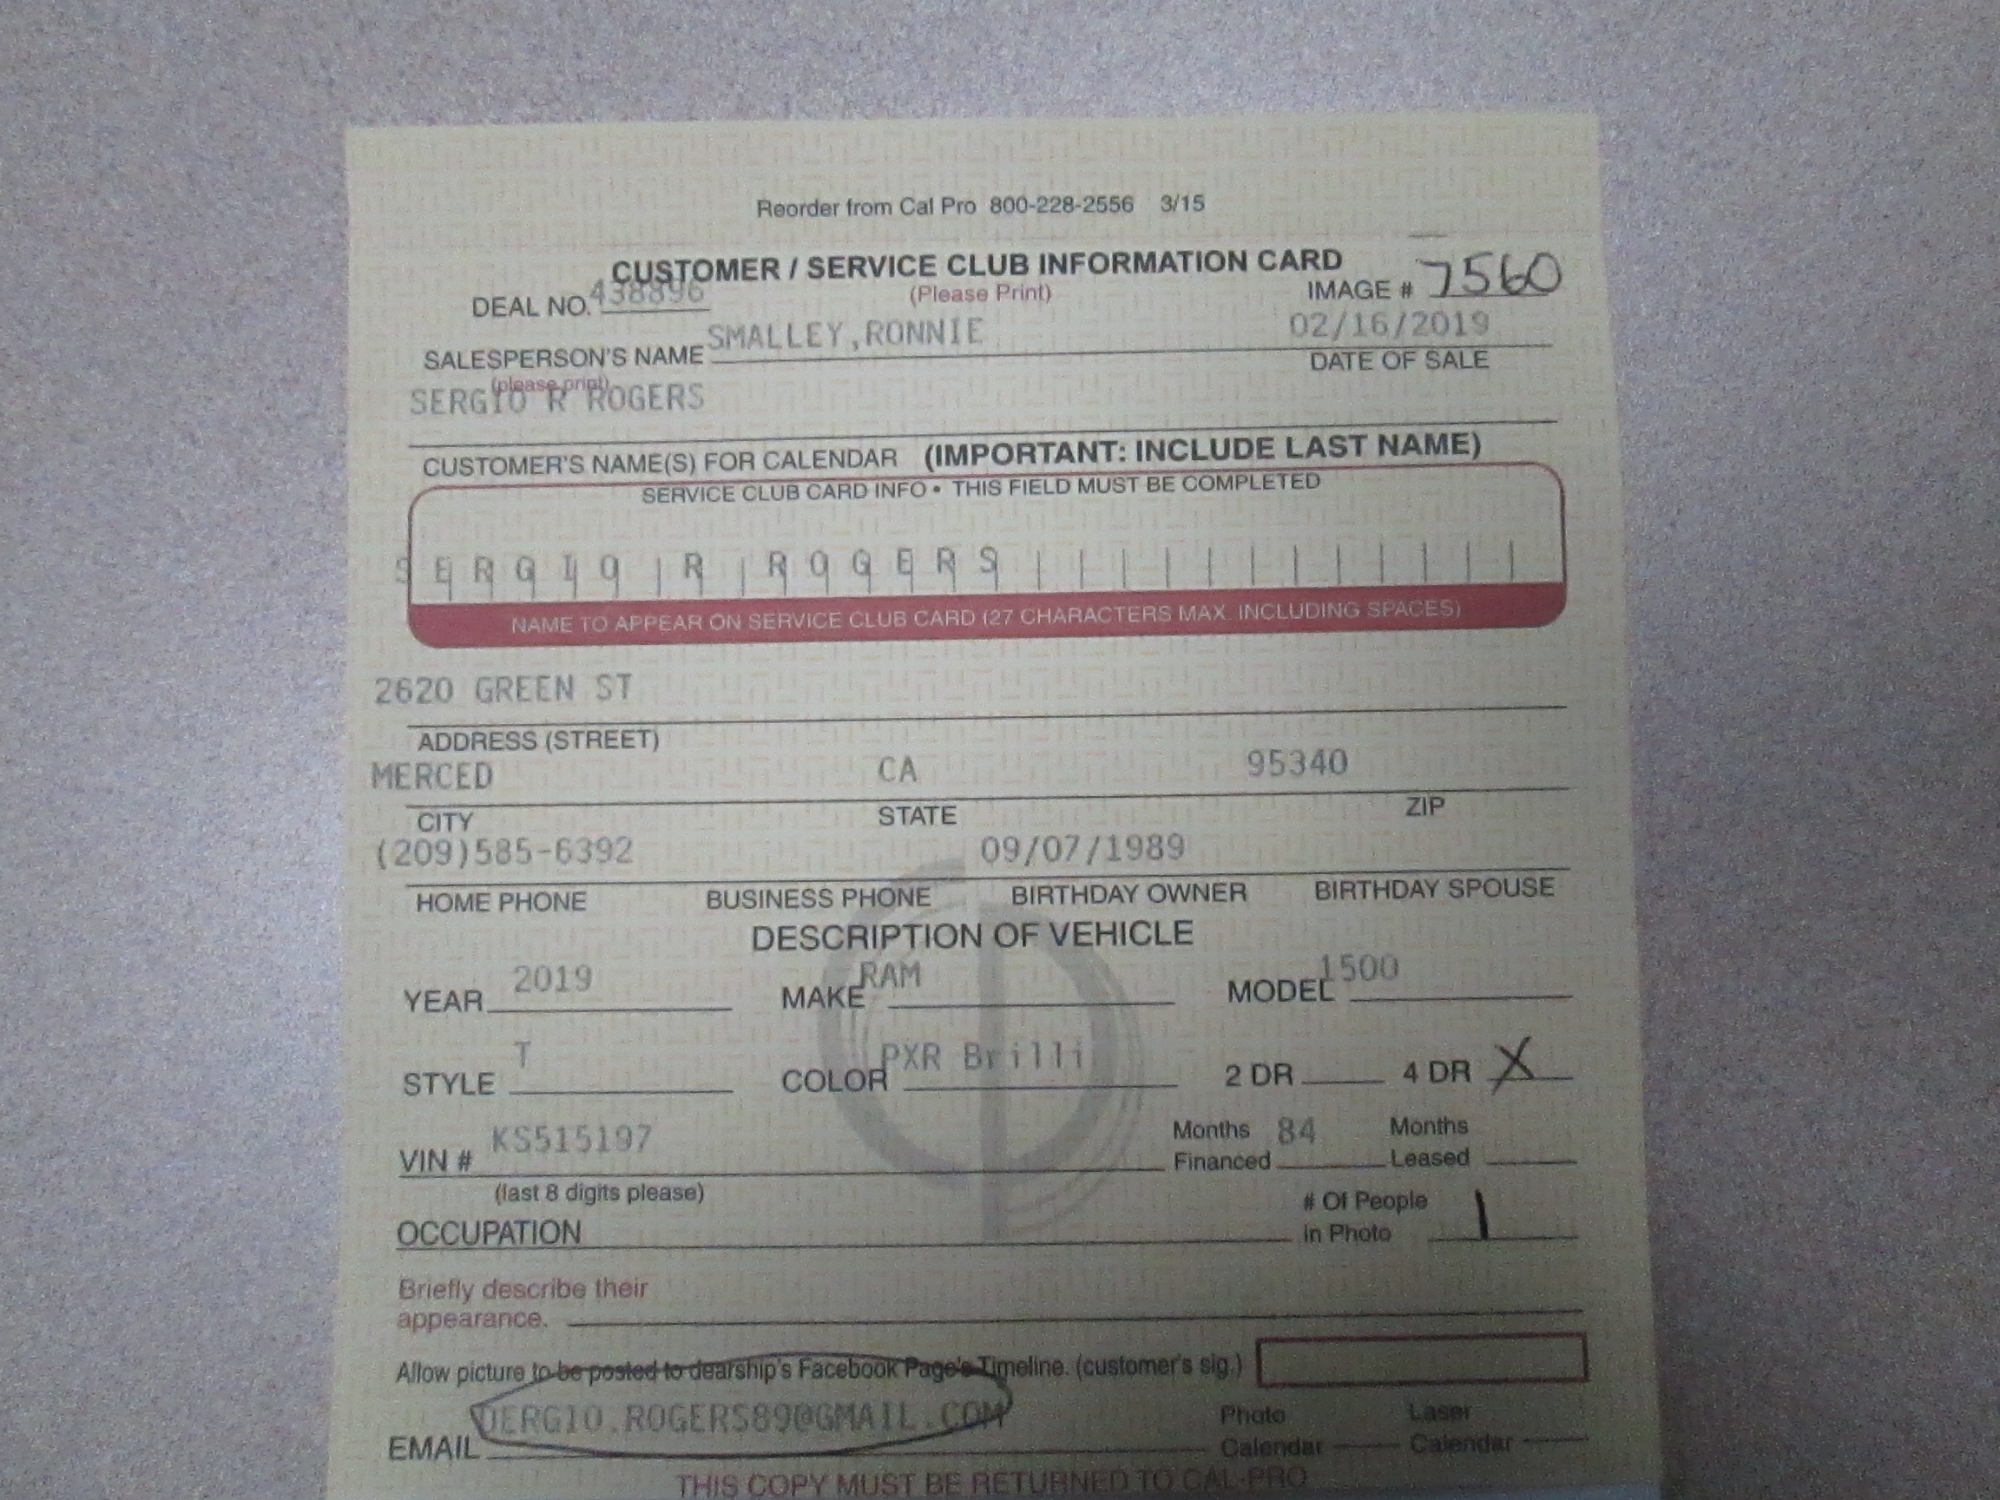 Reorder from Cal Pro 800-228-2556 3/15
CUSTOMER / SERVICE CLUB INFORMATION CARD
DEAL NO. 438896 (Please Print) IMAGE # 7560
SALESPERSON'S NAME SMALLEY,RONNIE 02/16/2019
(please print) DATE OF SALE
SERGIO R ROGERS
CUSTOMER'S NAME(S) FOR CALENDAR (IMPORTANT: INCLUDE LAST NAME)
SERVICE CLUB CARD INFO • THIS FIELD MUST BE COMPLETED
SERGIO R ROGERS
NAME TO APPEAR ON SERVICE CLUB CARD (27 CHARACTERS MAX. INCLUDING SPACES)
2620 GREEN ST
ADDRESS (STREET)
MERCED CA 95340
CITY STATE ZIP
(209)585-6392 09/07/1989
HOME PHONE BUSINESS PHONE BIRTHDAY OWNER BIRTHDAY SPOUSE
DESCRIPTION OF VEHICLE
YEAR 2019 MAKE RAM MODEL 1500
STYLE T COLOR PXR Brilli 2 DR 4 DR X
VIN # KS515197 Months Financed 84 Months Leased
(last 8 digits please)
OCCUPATION # Of People in Photo 1
Briefly describe their
appearance.
Allow picture to be posted to dearship's Facebook Page's Timeline. (customer's sig.)
EMAIL DERGIO.ROGERS89@GMAIL.COM Photo Calendar Laser Calendar
THIS COPY MUST BE RETURNED TO CAL-PRO